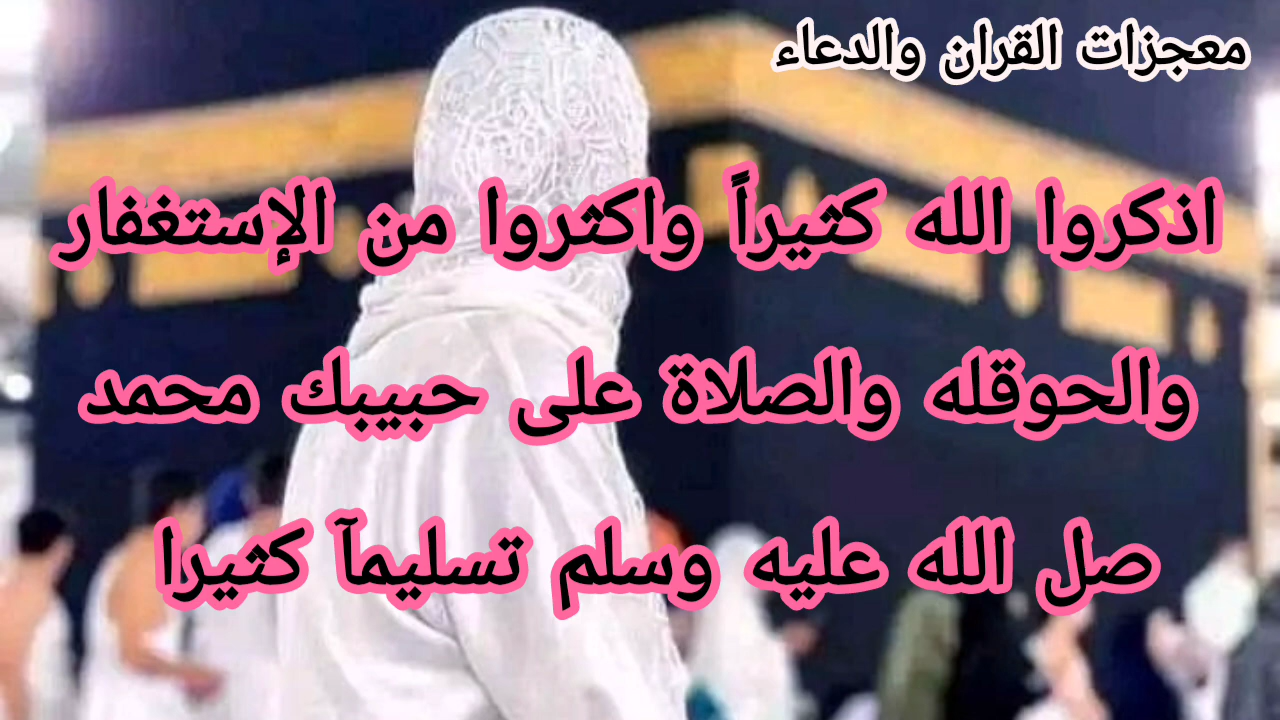 معجزات القران والدعاء
اذكروا الله كثيراً واكثروا من الإستغفار
والحوقله والصلاة على حبيبك محمد
صل الله عليه وسلم تسليمآ كثيرا